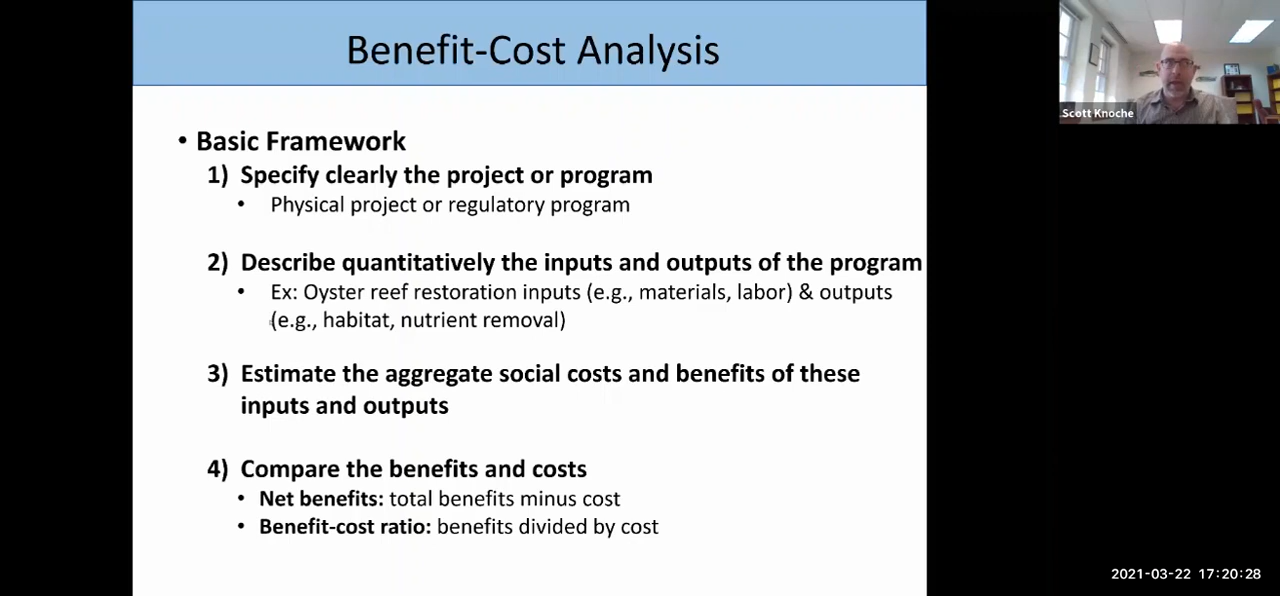 Benefit-Cost Analysis
Scott Knoche
• Basic Framework
1) Specify clearly the project or program
• Physical project or regulatory program
2) Describe quantitatively the inputs and outputs of the program
• Ex: Oyster reef restoration inputs (e.g., materials, labor) & outputs
(e.g., habitat, nutrient removal)
3) Estimate the aggregate social costs and benefits of these
inputs and outputs
4) Compare the benefits and costs
• Net benefits: total benefits minus cost
• Benefit-cost ratio: benefits divided by cost
2021-03-22 17:20:28